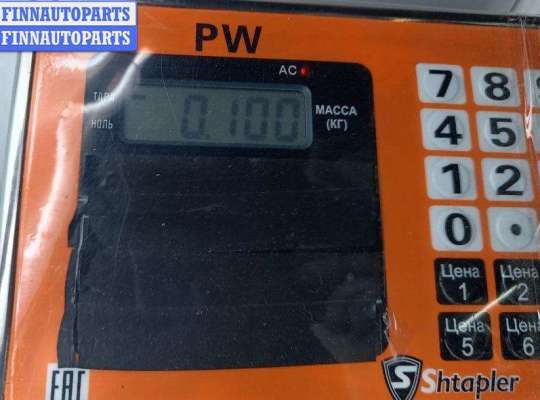 FINNAUTOPARTS
FINNAUTOPARTS
PW
AC
ТАРА
НОЛЬ
0.100
МАССА
(КГ)
7 8
4 5
1 2
0 .
Цена 1
Цена 2
Цена 5
Цена 6
EAC
S Shtapler